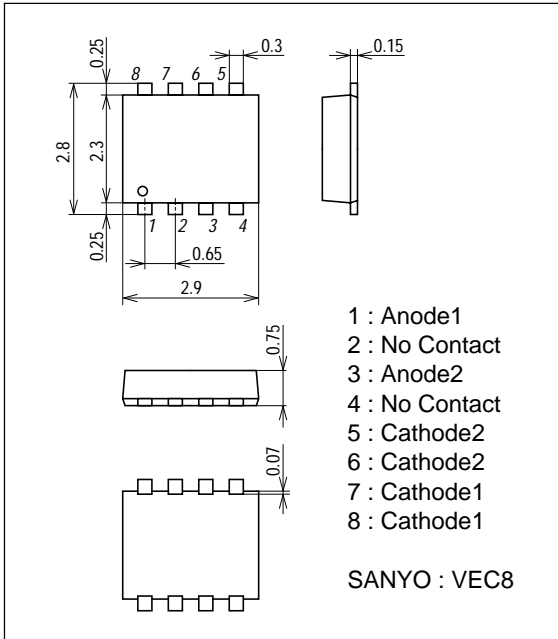 0.25
8 7 6 5
0.3
0.15
2.8
2.3
0.25
1 2 3 4
0.65
2.9
0.75
0.07
1 : Anode1
2 : No Contact
3 : Anode2
4 : No Contact
5 : Cathode2
6 : Cathode2
7 : Cathode1
8 : Cathode1
SANYO : VEC8